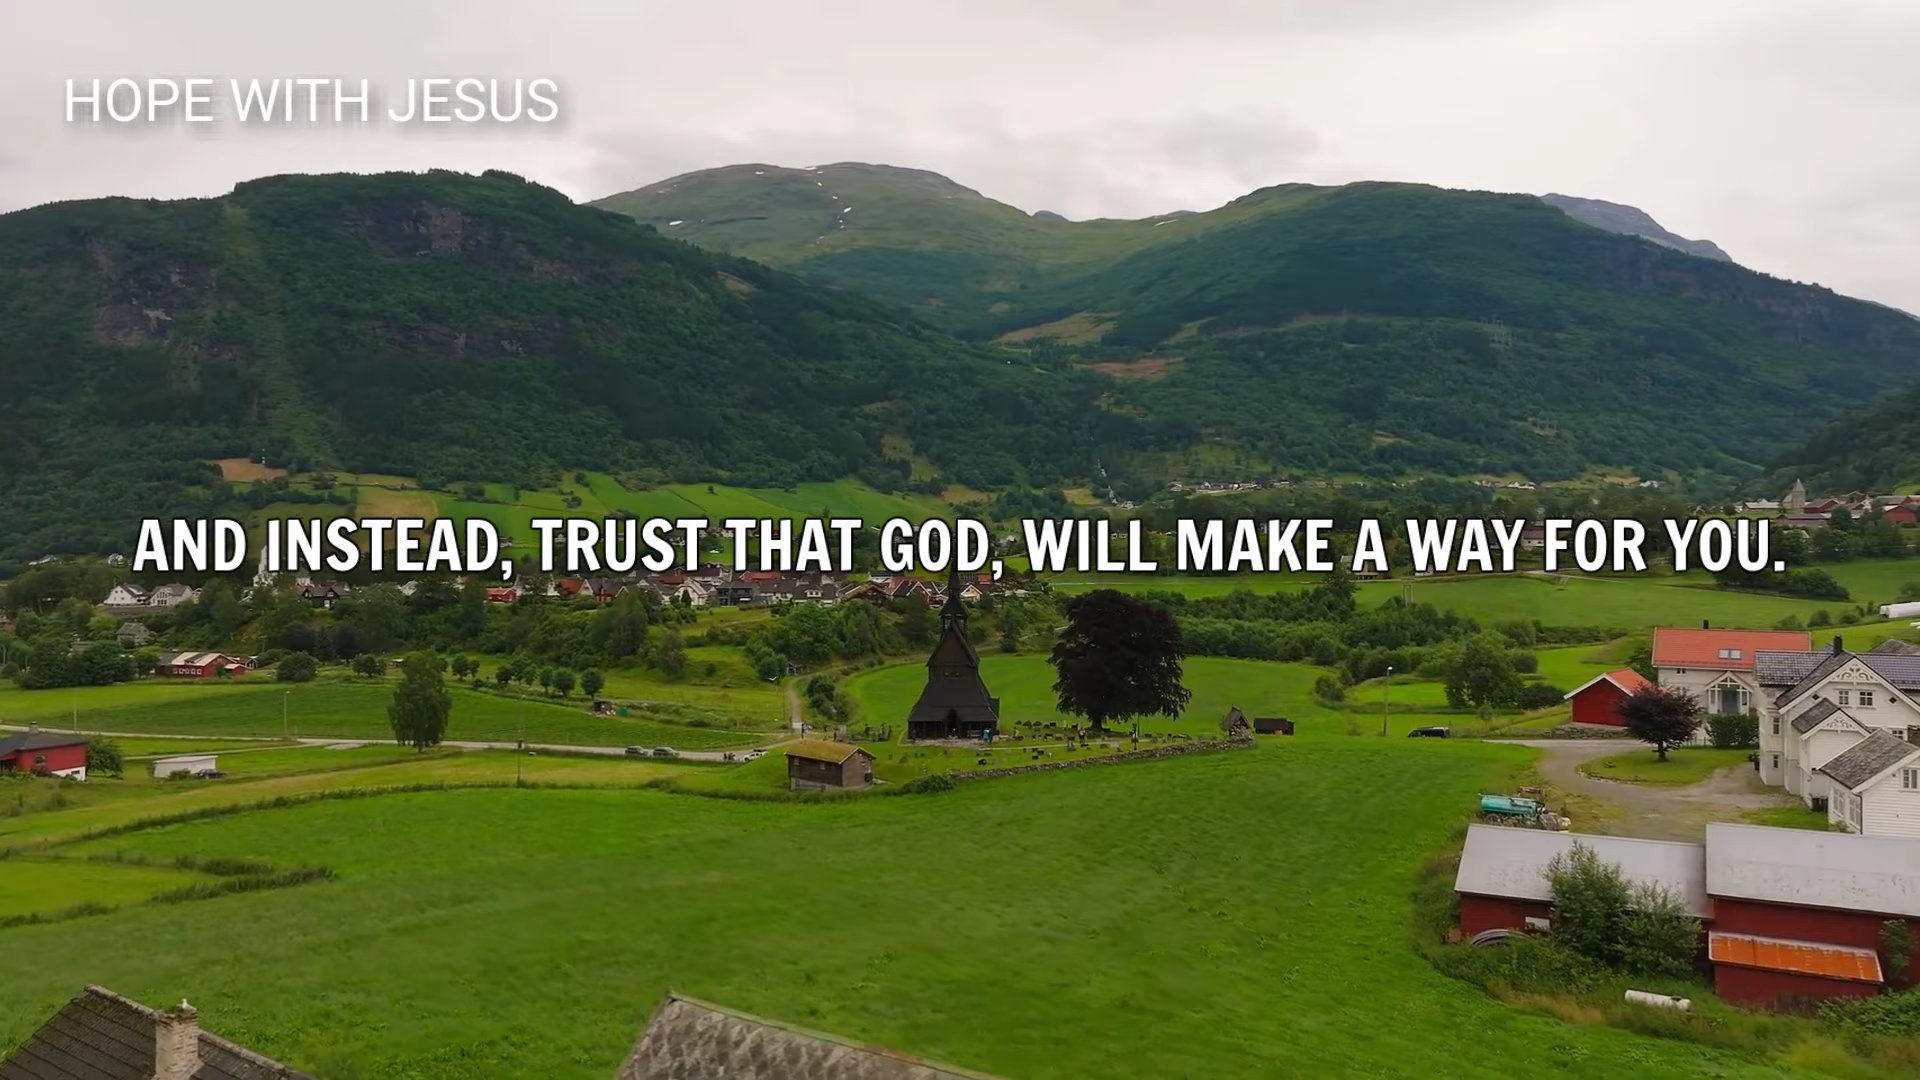 HOPE WITH JESUS
AND INSTEAD, TRUST THAT GOD, WILL MAKE A WAY FOR YOU.